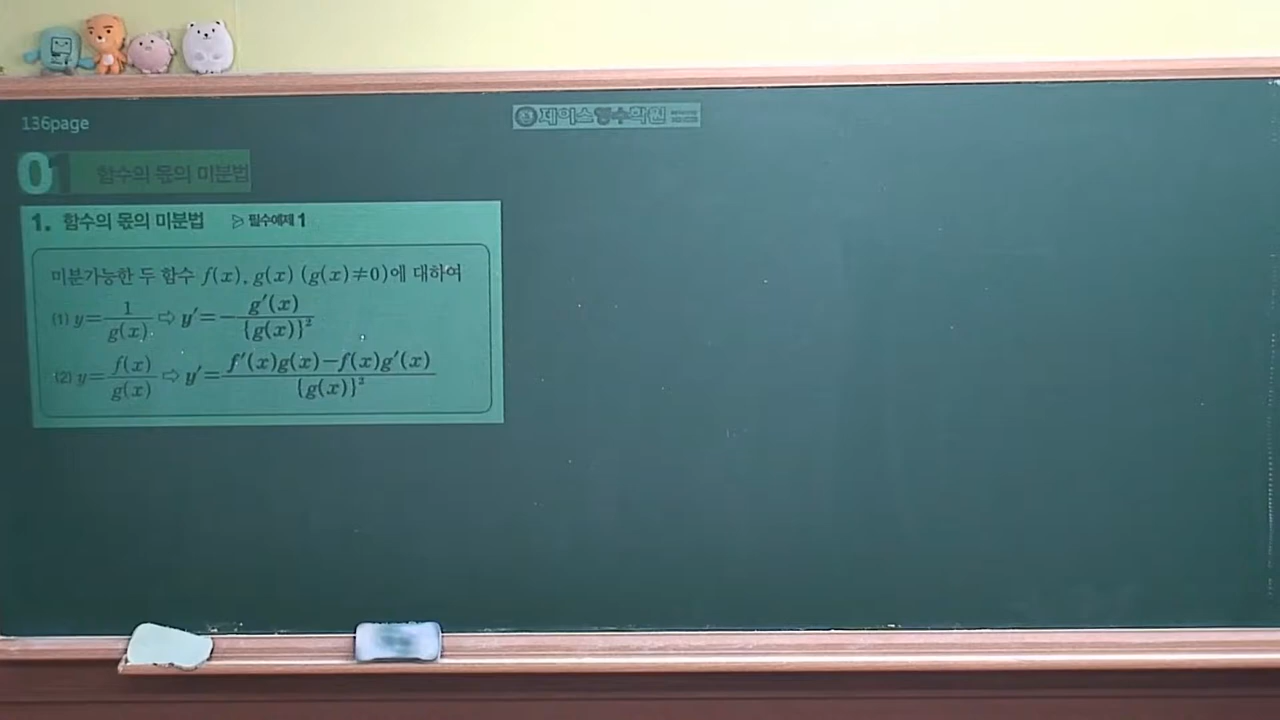 136page
제이스영수학원
01 함수의 몫의 미분법
1. 함수의 몫의 미분법 ▷ 필수예제 1
미분가능한 두 함수 f(x), g(x) (g(x)≠0)에 대하여
(1) y=1/g(x) ⇨ y′=−g′(x)/{g(x)}²
(2) y=f(x)/g(x) ⇨ y′=f′(x)g(x)−f(x)g′(x)/{g(x)}²